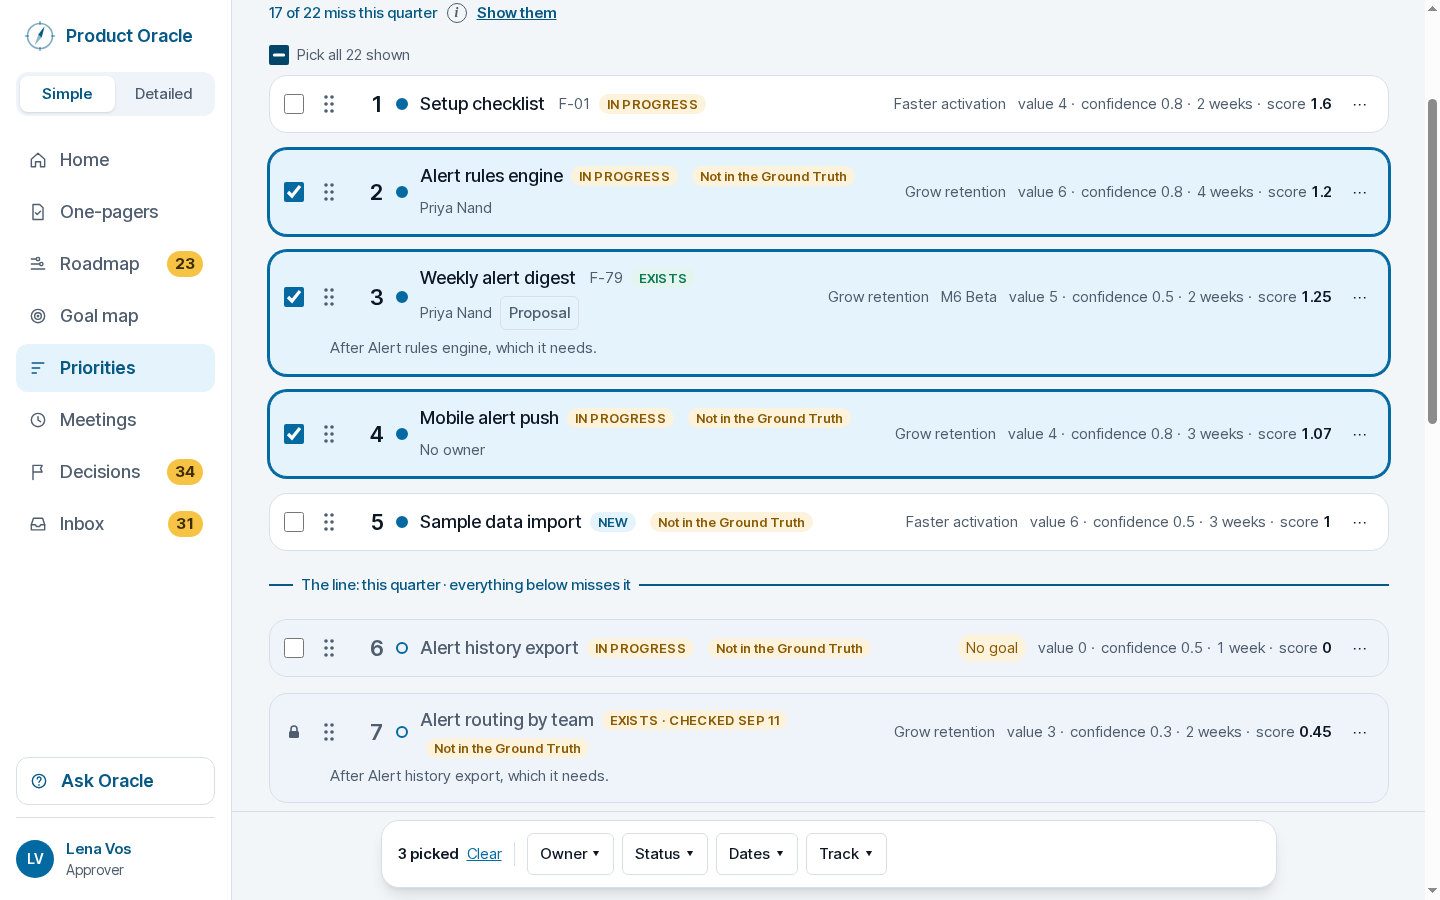 Product Oracle
Simple Detailed
Home
One-pagers
Roadmap 23
Goal map
Priorities
Meetings
Decisions 34
Inbox 31
Ask Oracle
LV Lena Vos
Approver
17 of 22 miss this quarter i Show them
Pick all 22 shown
1 Setup checklist F-01 IN PROGRESS Faster activation value 4 · confidence 0.8 · 2 weeks · score 1.6 ···
2 Alert rules engine IN PROGRESS Not in the Ground Truth Grow retention value 6 · confidence 0.8 · 4 weeks · score 1.2 ···
Priya Nand
3 Weekly alert digest F-79 EXISTS Grow retention M6 Beta value 5 · confidence 0.5 · 2 weeks · score 1.25 ···
Priya Nand Proposal
After Alert rules engine, which it needs.
4 Mobile alert push IN PROGRESS Not in the Ground Truth Grow retention value 4 · confidence 0.8 · 3 weeks · score 1.07 ···
No owner
5 Sample data import NEW Not in the Ground Truth Faster activation value 6 · confidence 0.5 · 3 weeks · score 1 ···
The line: this quarter · everything below misses it
6 Alert history export IN PROGRESS Not in the Ground Truth No goal value 0 · confidence 0.5 · 1 week · score 0 ···
7 Alert routing by team EXISTS · CHECKED SEP 11 Grow retention value 3 · confidence 0.3 · 2 weeks · score 0.45 ···
Not in the Ground Truth
After Alert history export, which it needs.
3 picked Clear Owner Status Dates Track